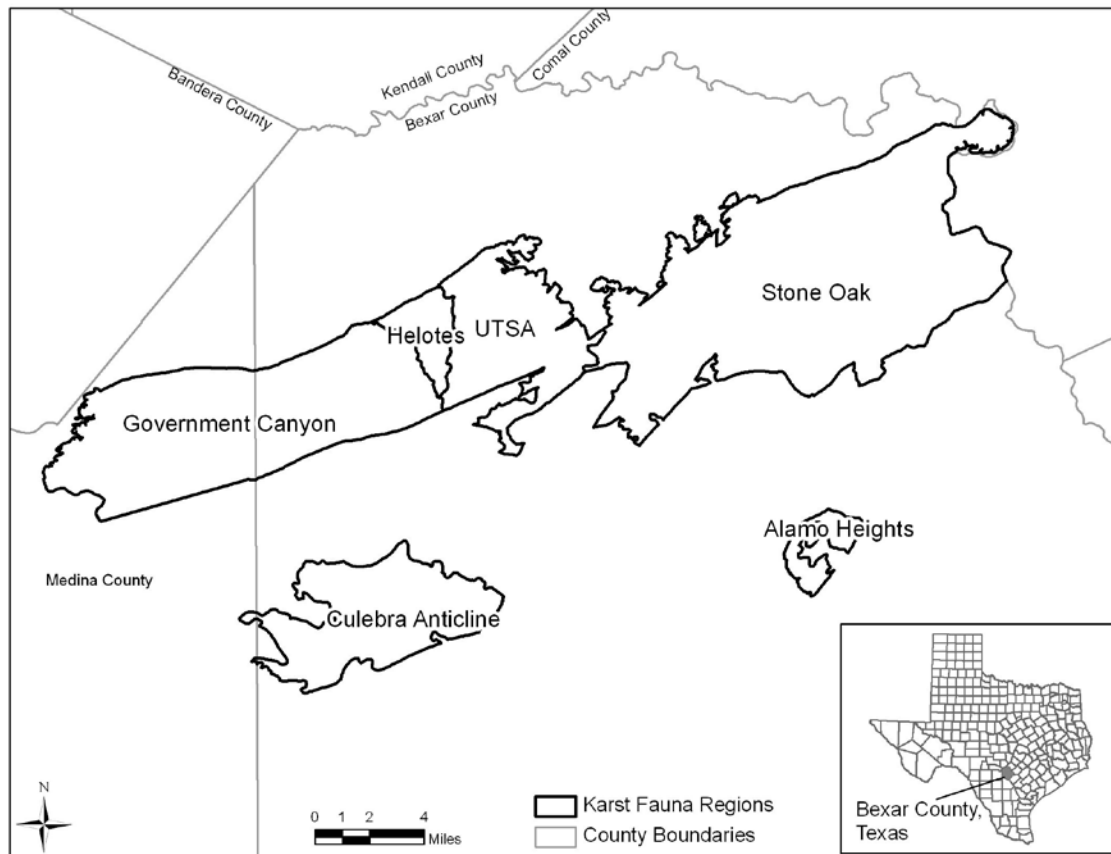 Bandera County
Kendall County
Comal County
Bexar County
Stone Oak
Helotes
UTSA
Government Canyon
Alamo Heights
Medina County
Culebra Anticline
N
0 1 2 4
Miles
Karst Fauna Regions
County Boundaries
Bexar County,
Texas